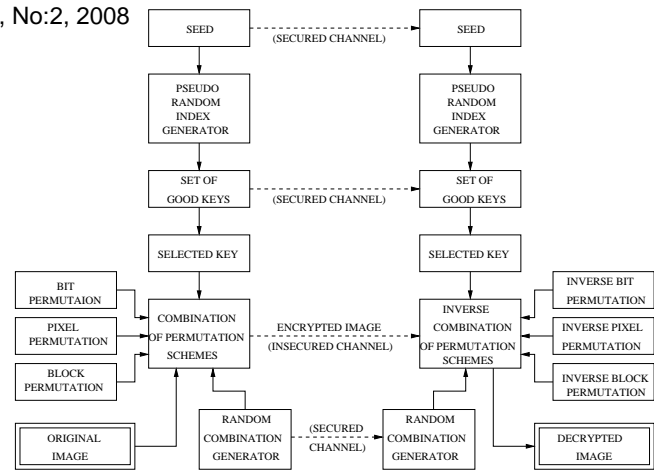 , No:2, 2008
SEED
(SECURED CHANNEL)
SEED
PSEUDO
RANDOM
INDEX
GENERATOR
PSEUDO
RANDOM
INDEX
GENERATOR
SET OF
GOOD KEYS
(SECURED CHANNEL)
SET OF
GOOD KEYS
SELECTED KEY
SELECTED KEY
BIT
PERMUTAION
PIXEL
PERMUTATION
BLOCK
PERMUTATION
COMBINATION
OF PERMUTATION
SCHEMES
ENCRYPTED IMAGE
(INSECURED CHANNEL)
INVERSE
COMBINATION
OF PERMUTATION
SCHEMES
INVERSE BIT
PERMUTATION
INVERSE PIXEL
PERMUTATION
INVERSE BLOCK
PERMUTATION
ORIGINAL
IMAGE
RANDOM
COMBINATION
GENERATOR
(SECURED
CHANNEL)
RANDOM
COMBINATION
GENERATOR
DECRYPTED
IMAGE